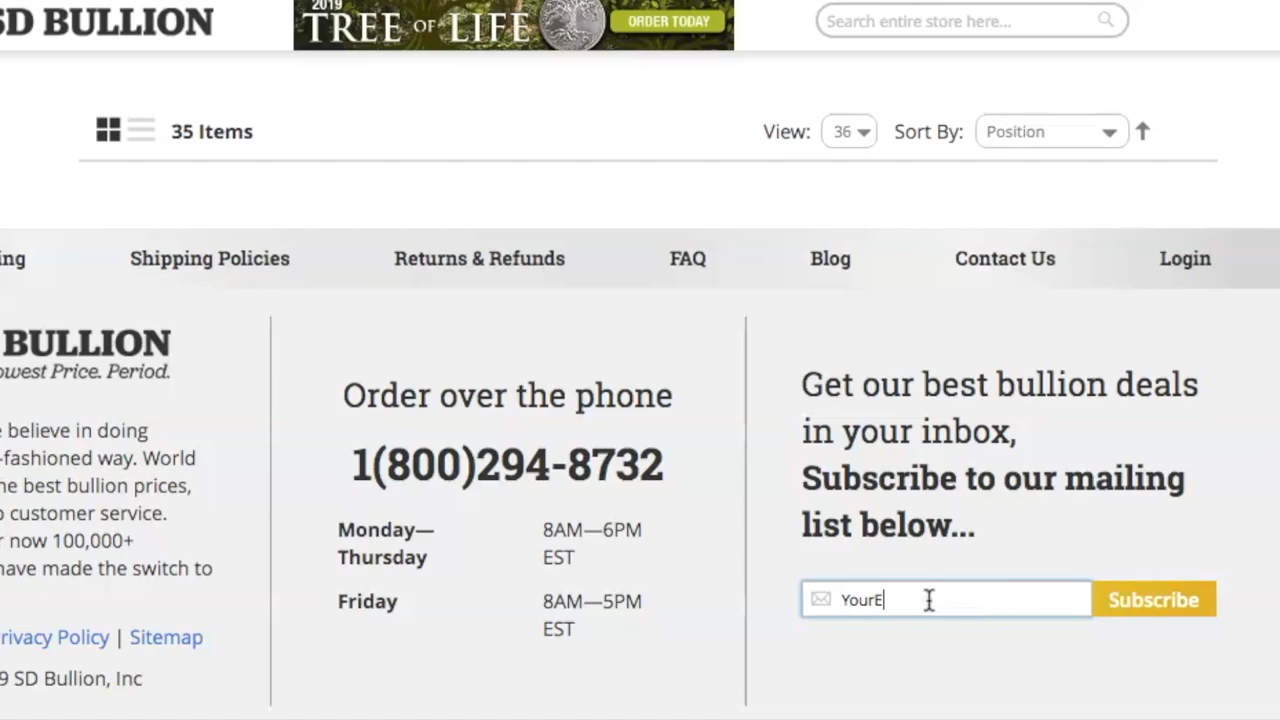 SD BULLION
2019
TREE OF LIFE
ORDER TODAY
Search entire store here...
35 Items
View: 36
Sort By: Position
ing
Shipping Policies
Returns & Refunds
FAQ
Blog
Contact Us
Login
BULLION
owest Price. Period.
e believe in doing
-fashioned way. World
he best bullion prices,
p customer service.
r now 100,000+
have made the switch to
rivacy Policy | Sitemap
9 SD Bullion, Inc
Order over the phone
1(800)294-8732
Monday—
Thursday
8AM—6PM
EST
Friday
8AM—5PM
EST
Get our best bullion deals
in your inbox,
Subscribe to our mailing
list below...
YourE
Subscribe